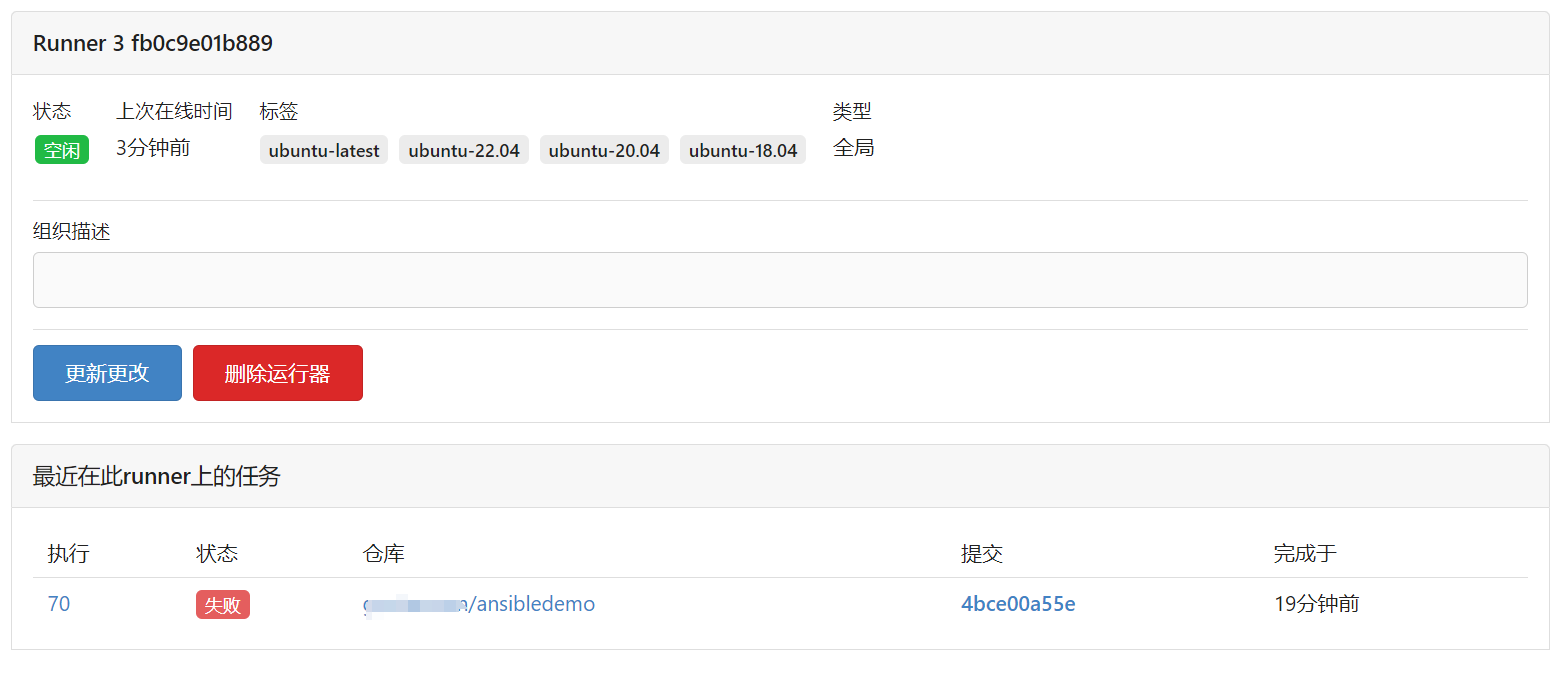 Runner 3 fb0c9e01b889
状态 上次在线时间 标签 类型
空闲 3分钟前 ubuntu-latest ubuntu-22.04 ubuntu-20.04 ubuntu-18.04 全局
组织描述
更新更改 删除运行器
最近在此runner上的任务
执行 状态 仓库 提交 完成于
70 失败 /ansibledemo 4bce00a55e 19分钟前